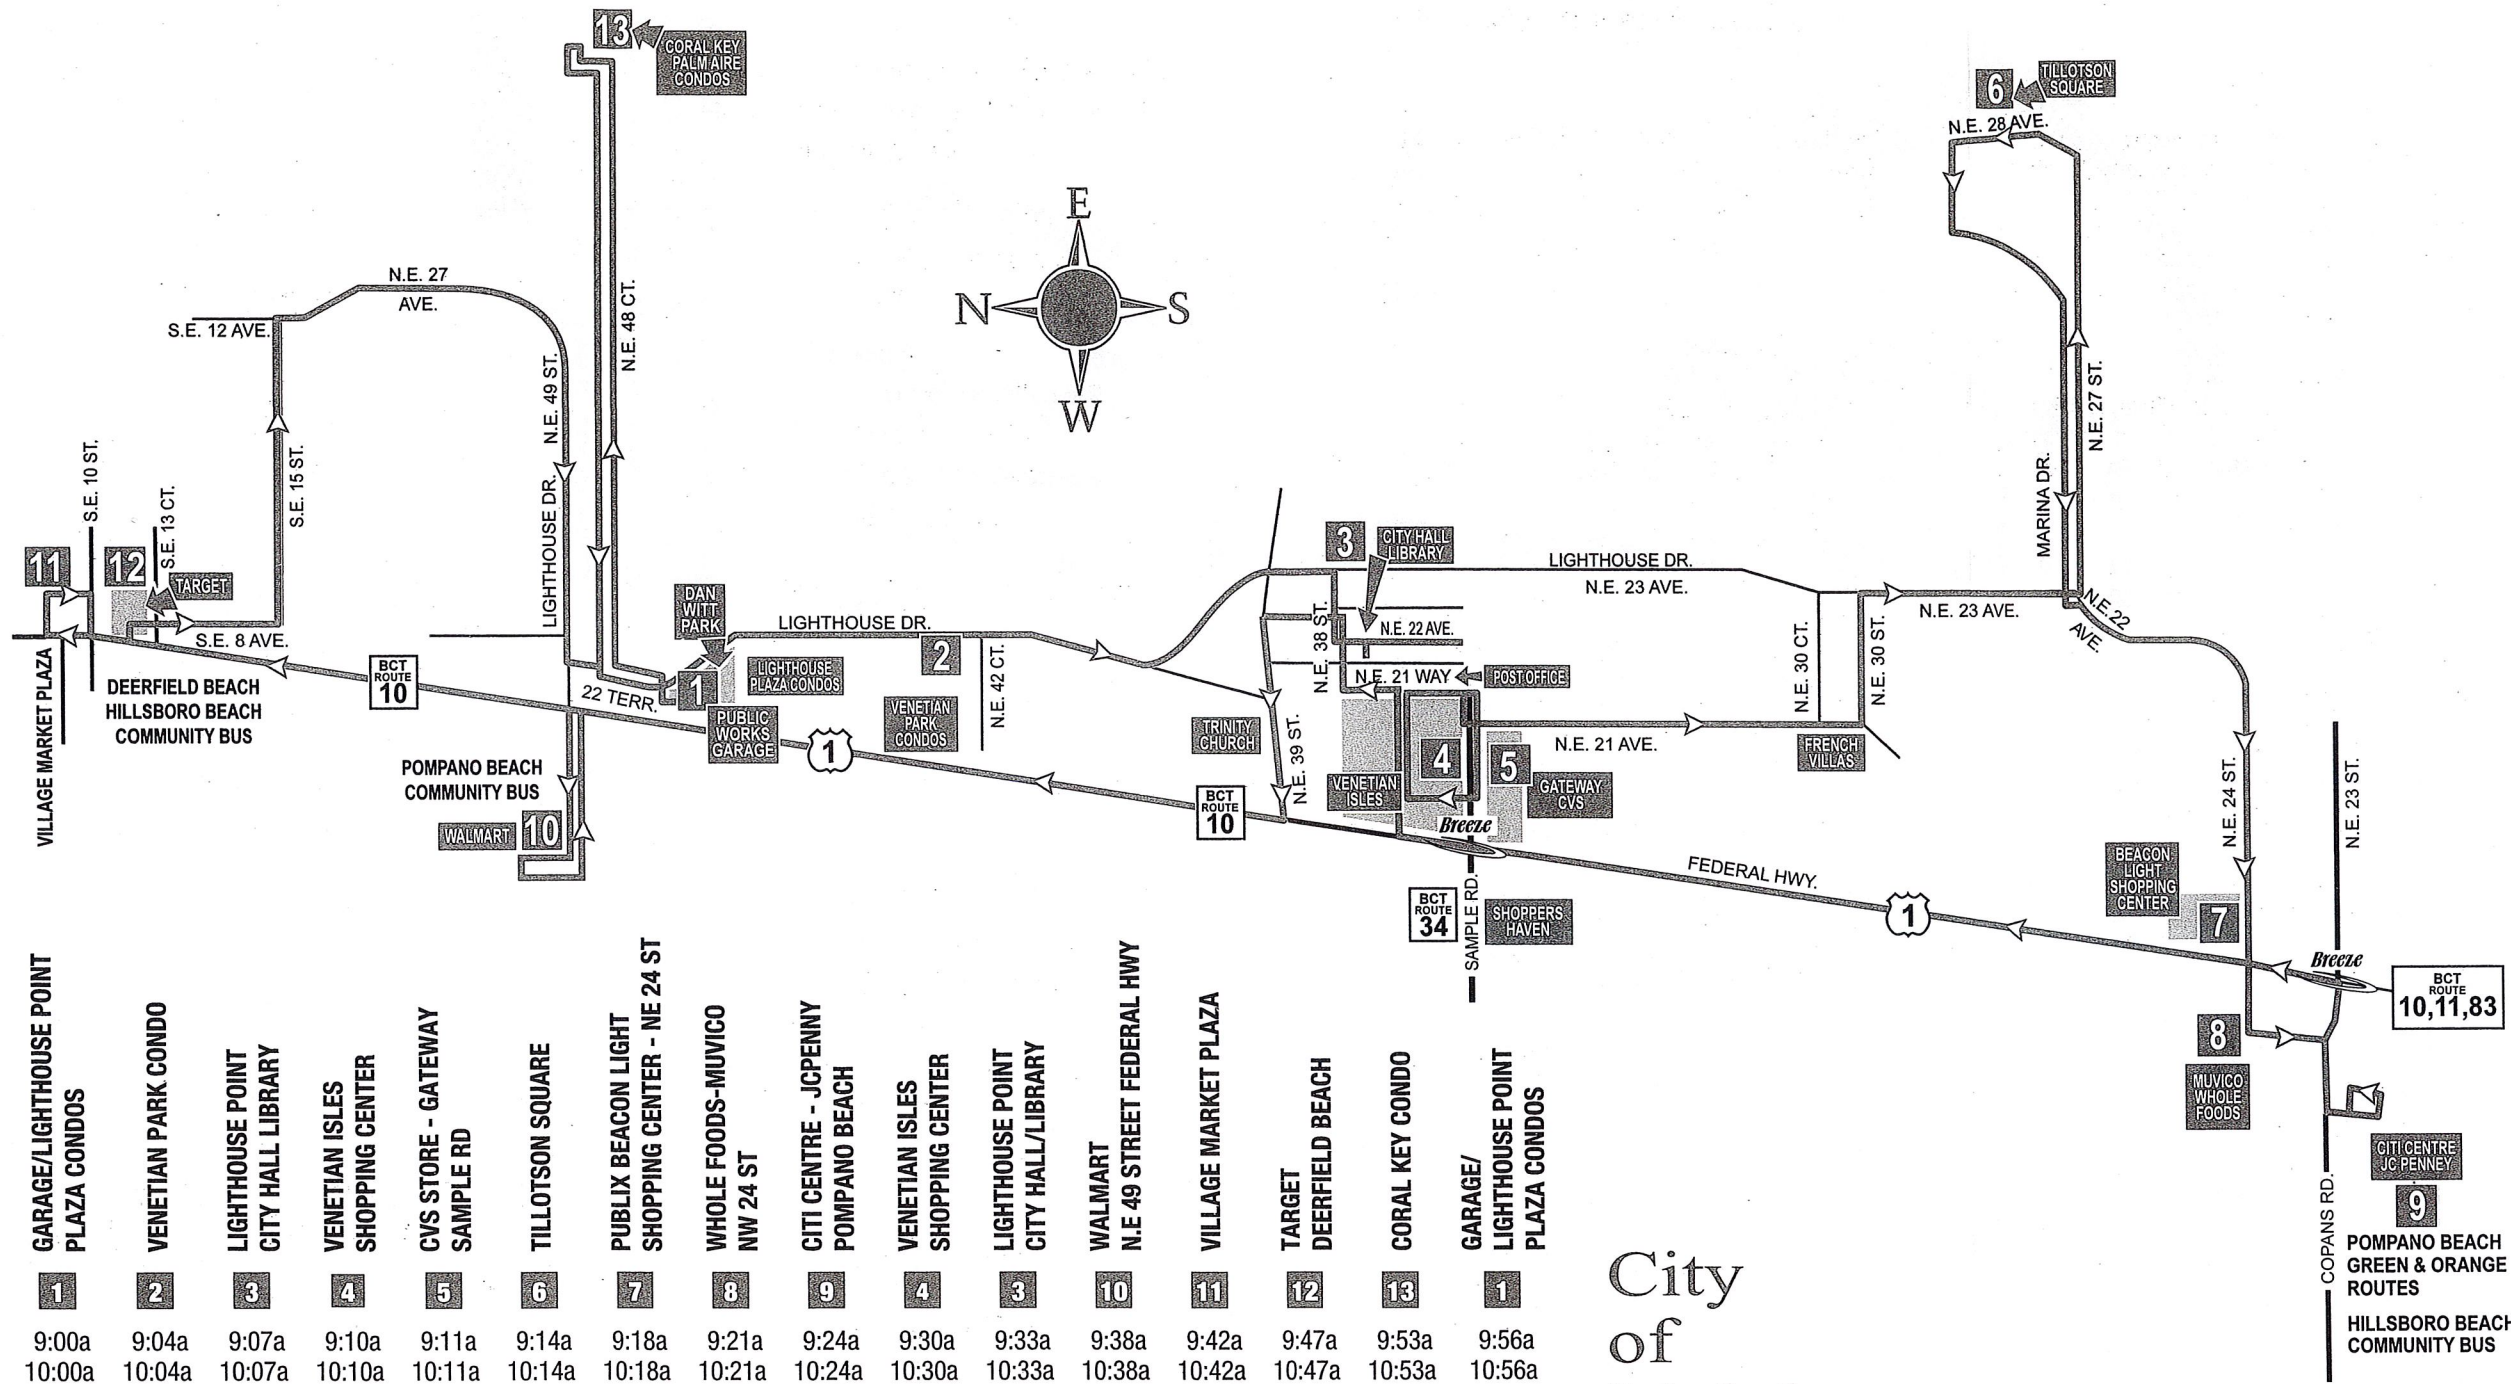 13
CORAL KEY
PALM AIRE
CONDOS
6
TILLOTSON
SQUARE
N.E. 28 AVE.
E
N
S
W
N.E. 27
AVE.
S.E. 12 AVE.
N.E. 48 CT.
N.E. 49 ST.
LIGHTHOUSE DR.
S.E. 15 ST.
S.E. 10 ST.
S.E. 13 CT.
11
12
TARGET
S.E. 8 AVE.
VILLAGE MARKET PLAZA
DEERFIELD BEACH
HILLSBORO BEACH
COMMUNITY BUS
BCT
ROUTE
10
22 TERR.
DAN
WITT
PARK
1
LIGHTHOUSE
PLAZA CONDOS
PUBLIC
WORKS
GARAGE
1
LIGHTHOUSE DR.
2
VENETIAN
PARK
CONDOS
N.E. 42 CT.
POMPANO BEACH
COMMUNITY BUS
WALMART
10
TRINITY
CHURCH
N.E. 39 ST.
BCT
ROUTE
10
3
CITY HALL
LIBRARY
LIGHTHOUSE DR.
N.E. 23 AVE.
N.E. 38 ST.
N.E. 22 AVE.
N.E. 21 WAY
POST OFFICE
VENETIAN
ISLES
4
5
GATEWAY
CVS
Breeze
BCT
ROUTE
34
SAMPLE RD.
SHOPPERS
HAVEN
N.E. 21 AVE.
FRENCH
VILLAS
N.E. 30 CT.
N.E. 30 ST.
N.E. 23 AVE.
MARINA DR.
N.E. 27 ST.
N.E. 22
AVE.
N.E. 24 ST.
N.E. 23 ST.
FEDERAL HWY.
1
BEACON
LIGHT
SHOPPING
CENTER
7
Breeze
BCT
ROUTE
10,11,83
8
MUVICO
WHOLE
FOODS
CITI CENTRE
JC PENNEY
9
COPANS RD.
POMPANO BEACH
GREEN & ORANGE
ROUTES
HILLSBORO BEACH
COMMUNITY BUS
GARAGE/LIGHTHOUSE POINT
PLAZA CONDOS
VENETIAN PARK CONDO
LIGHTHOUSE POINT
CITY HALL LIBRARY
VENETIAN ISLES
SHOPPING CENTER
CVS STORE - GATEWAY
SAMPLE RD
TILLOTSON SQUARE
PUBLIX BEACON LIGHT
SHOPPING CENTER - NE 24 ST
WHOLE FOODS-MUVICO
NW 24 ST
CITI CENTRE - JCPENNY
POMPANO BEACH
VENETIAN ISLES
SHOPPING CENTER
LIGHTHOUSE POINT
CITY HALL/LIBRARY
WALMART
N.E 49 STREET FEDERAL HWY
VILLAGE MARKET PLAZA
TARGET
DEERFIELD BEACH
CORAL KEY CONDO
GARAGE/
LIGHTHOUSE POINT
PLAZA CONDOS
1 2 3 4 5 6 7 8 9 4 3 10 11 12 13 1
9:00a 9:04a 9:07a 9:10a 9:11a 9:14a 9:18a 9:21a 9:24a 9:30a 9:33a 9:38a 9:42a 9:47a 9:53a 9:56a
10:00a 10:04a 10:07a 10:10a 10:11a 10:14a 10:18a 10:21a 10:24a 10:30a 10:33a 10:38a 10:42a 10:47a 10:53a 10:56a
City
of